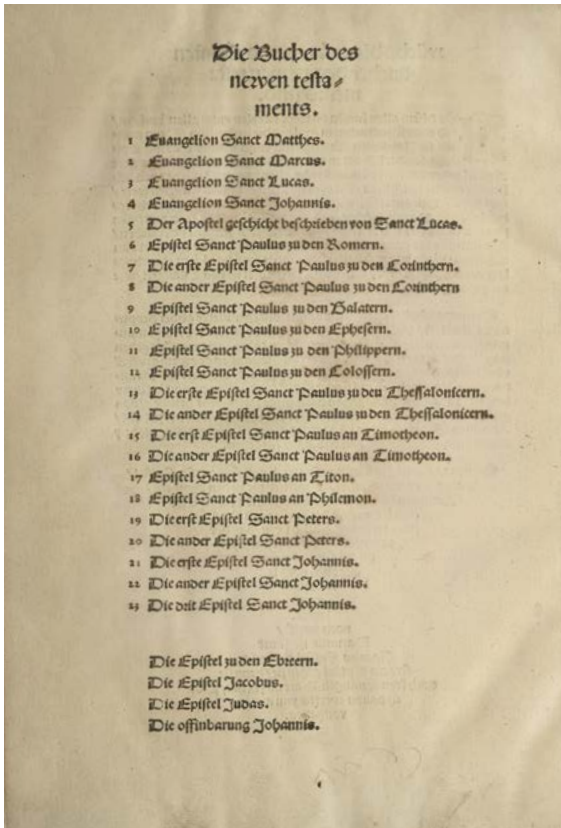 Die Bucher des
newen testa⸗
ments.
1 Euangelion Sanct Matthes.
2 Euangelion Sanct Marcus.
3 Euangelion Sanct Lucas.
4 Euangelion Sanct Johannis.
5 Der Apostel geschicht beschrieben von Sanct Lucas.
6 Epistel Sanct Paulus zu den Romern.
7 Die erste Epistel Sanct Paulus zu den Corinthern.
8 Die ander Epistel Sanct Paulus zu den Corinthern
9 Epistel Sanct Paulus zu den Galatern.
10 Epistel Sanct Paulus zu den Ephesern.
11 Epistel Sanct Paulus zu den Philippern.
12 Epistel Sanct Paulus zu den Colossern.
13 Die erste Epistel Sanct Paulus zu den Thessalonicern.
14 Die ander Epistel Sanct Paulus zu den Thessalonicern.
15 Die erst Epistel Sanct Paulus an Timotheon.
16 Die ander Epistel Sanct Paulus an Timotheon.
17 Epistel Sanct Paulus an Titon.
18 Epistel Sanct Paulus an Philemon.
19 Die erst Epistel Sanct Peters.
20 Die ander Epistel Sanct Peters.
21 Die erste Epistel Sanct Johannis.
22 Die ander Epistel Sanct Johannis.
23 Die drit Epistel Sanct Johannis.
Die Epistel zu den Ebreern.
Die Epistel Jacobus.
Die Epistel Judas.
Die offinbarung Johannis.